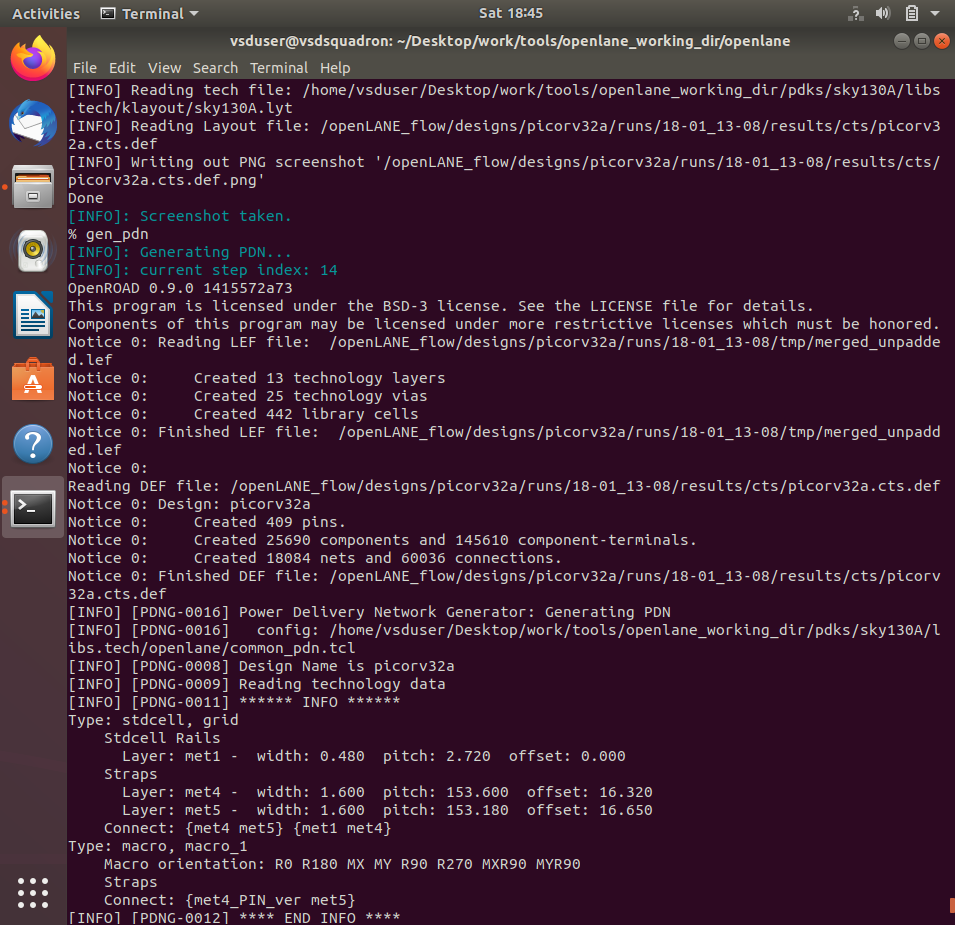 Activities Terminal Sat 18:45
vsduser@vsdsquadron: ~/Desktop/work/tools/openlane_working_dir/openlane
File Edit View Search Terminal Help
[INFO] Reading tech file: /home/vsduser/Desktop/work/tools/openlane_working_dir/pdks/sky130A/libs
.tech/klayout/sky130A.lyt
[INFO] Reading Layout file: /openLANE_flow/designs/picorv32a/runs/18-01_13-08/results/cts/picorv3
2a.cts.def
[INFO] Writing out PNG screenshot '/openLANE_flow/designs/picorv32a/runs/18-01_13-08/results/cts/
picorv32a.cts.def.png'
Done
[INFO]: Screenshot taken.
% gen_pdn
[INFO]: Generating PDN...
[INFO]: current step index: 14
OpenROAD 0.9.0 1415572a73
This program is licensed under the BSD-3 license. See the LICENSE file for details.
Components of this program may be licensed under more restrictive licenses which must be honored.
Notice 0: Reading LEF file:  /openLANE_flow/designs/picorv32a/runs/18-01_13-08/tmp/merged_unpadde
d.lef
Notice 0:     Created 13 technology layers
Notice 0:     Created 25 technology vias
Notice 0:     Created 442 library cells
Notice 0: Finished LEF file:  /openLANE_flow/designs/picorv32a/runs/18-01_13-08/tmp/merged_unpadd
ed.lef
Notice 0:
Reading DEF file: /openLANE_flow/designs/picorv32a/runs/18-01_13-08/results/cts/picorv32a.cts.def
Notice 0: Design: picorv32a
Notice 0:     Created 409 pins.
Notice 0:     Created 25690 components and 145610 component-terminals.
Notice 0:     Created 18084 nets and 60036 connections.
Notice 0: Finished DEF file: /openLANE_flow/designs/picorv32a/runs/18-01_13-08/results/cts/picorv
32a.cts.def
[INFO] [PDNG-0016] Power Delivery Network Generator: Generating PDN
[INFO] [PDNG-0016]   config: /home/vsduser/Desktop/work/tools/openlane_working_dir/pdks/sky130A/l
ibs.tech/openlane/common_pdn.tcl
[INFO] [PDNG-0008] Design Name is picorv32a
[INFO] [PDNG-0009] Reading technology data
[INFO] [PDNG-0011] ****** INFO ******
Type: stdcell, grid
    Stdcell Rails
      Layer: met1 -  width: 0.480  pitch: 2.720  offset: 0.000
    Straps
      Layer: met4 -  width: 1.600  pitch: 153.600  offset: 16.320
      Layer: met5 -  width: 1.600  pitch: 153.180  offset: 16.650
    Connect: {met4 met5} {met1 met4}
Type: macro, macro_1
    Macro orientation: R0 R180 MX MY R90 R270 MXR90 MYR90
    Straps
    Connect: {met4_PIN_ver met5}
[INFO] [PDNG-0012] **** END INFO ****